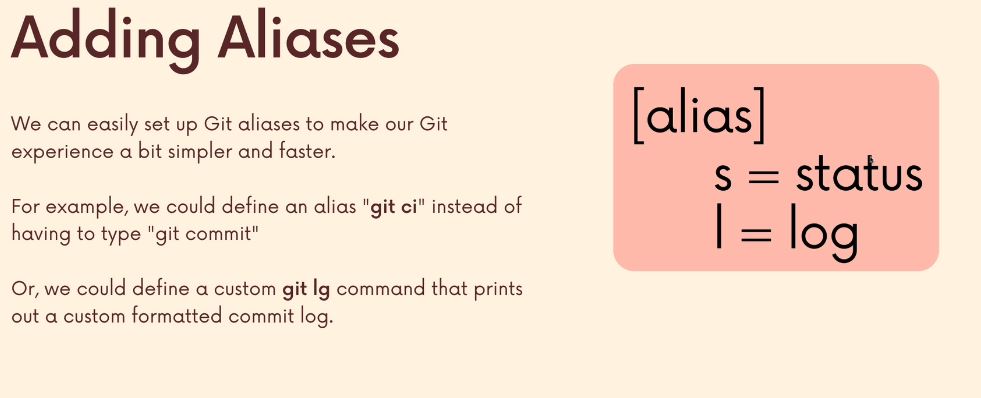 Adding Aliases
We can easily set up Git aliases to make our Git
experience a bit simpler and faster.
For example, we could define an alias "git ci" instead of
having to type "git commit"
Or, we could define a custom git lg command that prints
out a custom formatted commit log.
[alias]
s = status
l = log